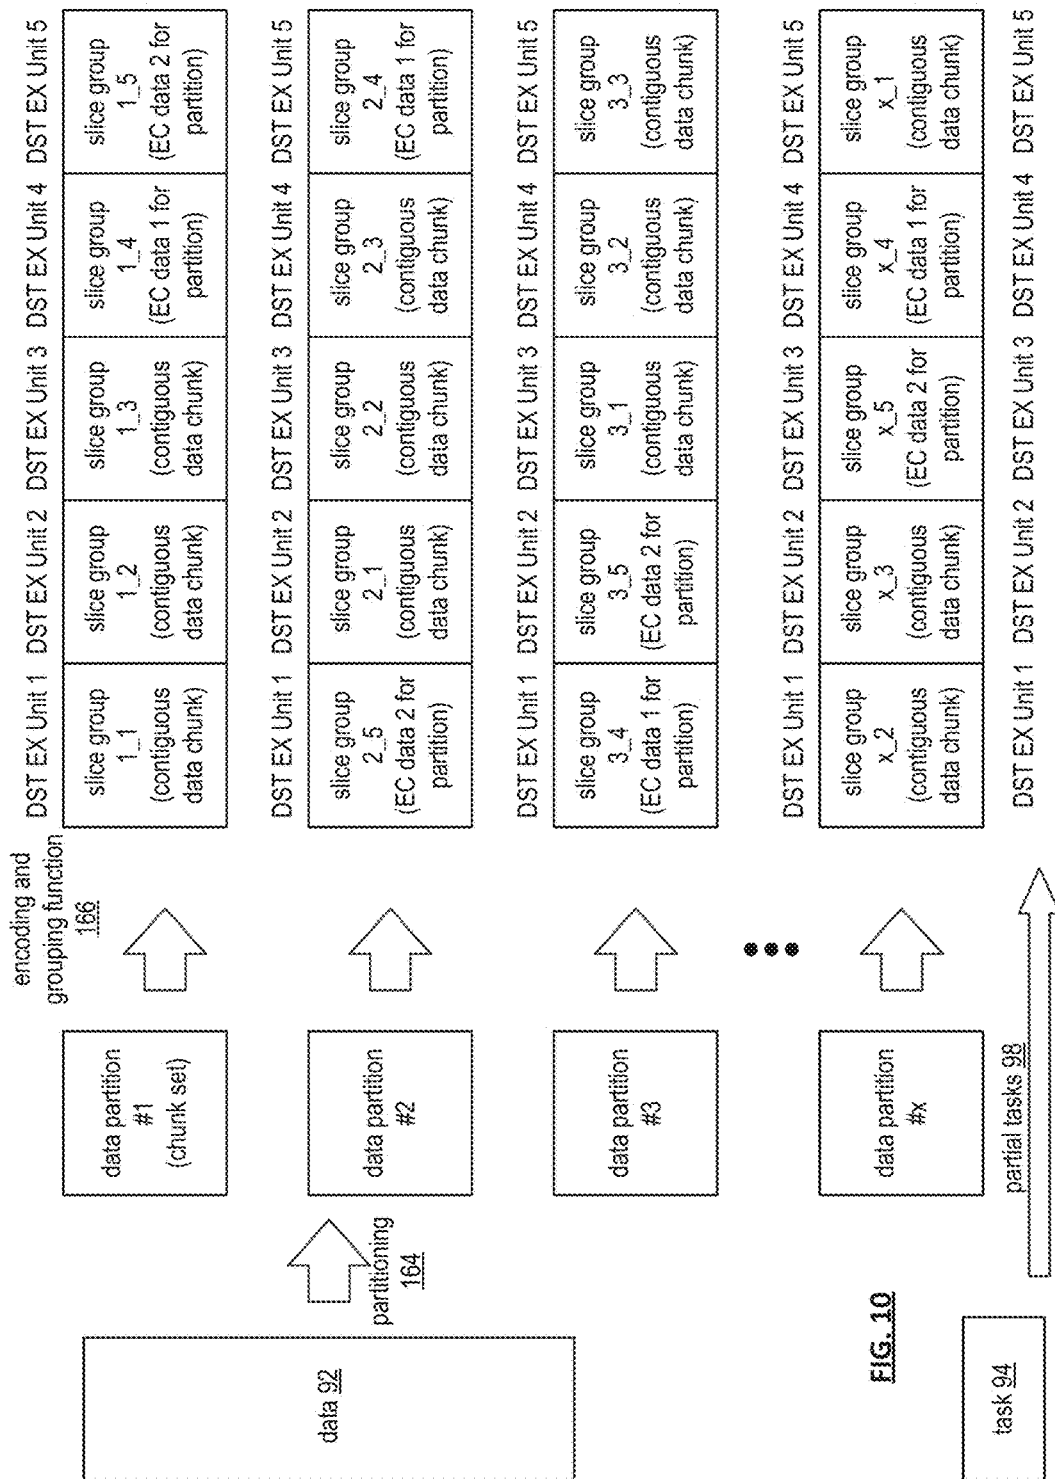 data 92
task 94
partitioning
164
data partition
#1
(chunk set)
data partition
#2
data partition
#3
data partition
#x
encoding and
grouping function
166
DST EX Unit 1
DST EX Unit 2
DST EX Unit 3
DST EX Unit 4
DST EX Unit 5
slice group
1_1
(contiguous
data chunk)
slice group
1_2
(contiguous
data chunk)
slice group
1_3
(contiguous
data chunk)
slice group
1_4
(EC data 1 for
partition)
slice group
1_5
(EC data 2 for
partition)
DST EX Unit 1
DST EX Unit 2
DST EX Unit 3
DST EX Unit 4
DST EX Unit 5
slice group
2_5
(EC data 2 for
partition)
slice group
2_1
(contiguous
data chunk)
slice group
2_2
(contiguous
data chunk)
slice group
2_3
(contiguous
data chunk)
slice group
2_4
(EC data 1 for
partition)
DST EX Unit 1
DST EX Unit 2
DST EX Unit 3
DST EX Unit 4
DST EX Unit 5
slice group
3_4
(EC data 1 for
partition)
slice group
3_5
(EC data 2 for
partition)
slice group
3_1
(contiguous
data chunk)
slice group
3_2
(contiguous
data chunk)
slice group
3_3
(contiguous
data chunk)
DST EX Unit 1
DST EX Unit 2
DST EX Unit 3
DST EX Unit 4
DST EX Unit 5
slice group
x_2
(contiguous
data chunk)
slice group
x_3
(contiguous
data chunk)
slice group
x_5
(EC data 2 for
partition)
slice group
x_4
(EC data 1 for
partition)
slice group
x_1
(contiguous
data chunk)
partial tasks 98
DST EX Unit 1
DST EX Unit 2
DST EX Unit 3
DST EX Unit 4
DST EX Unit 5
FIG. 10